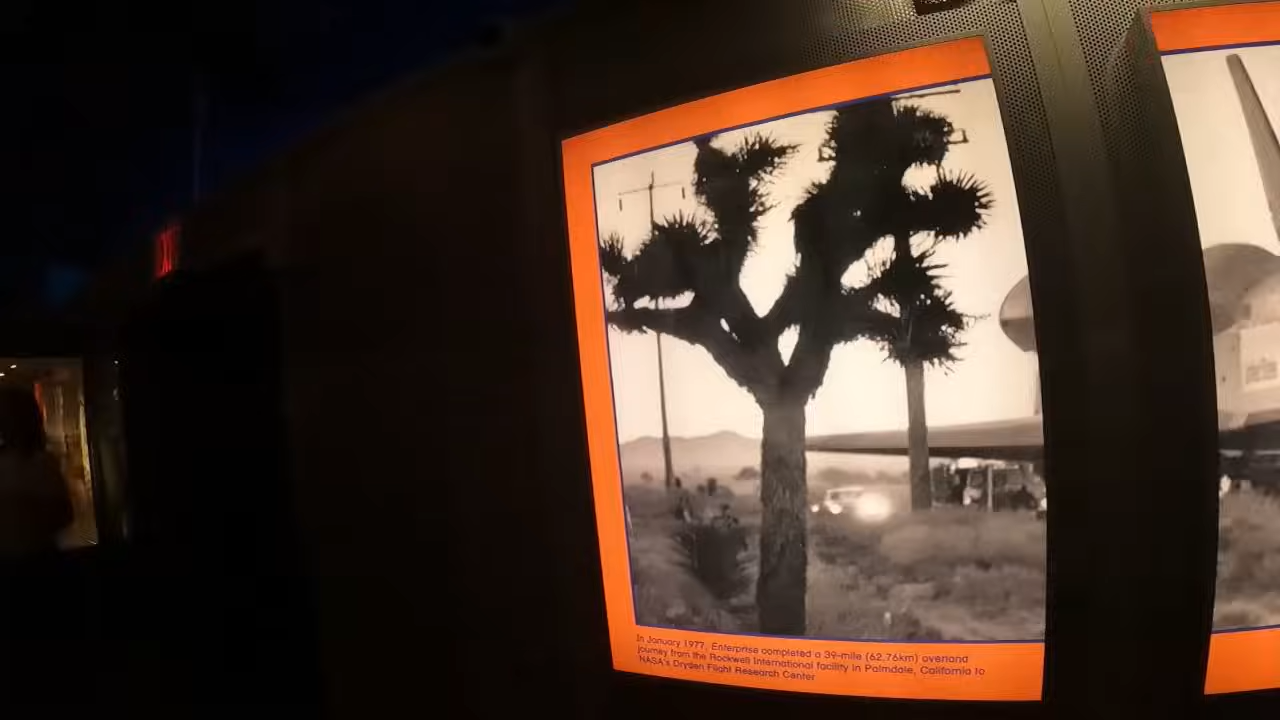 In January 1977, Enterprise completed a 39-mile (62.76km) overland
journey from the Rockwell International facility in Palmdale, California to
NASA's Dryden Flight Research Center